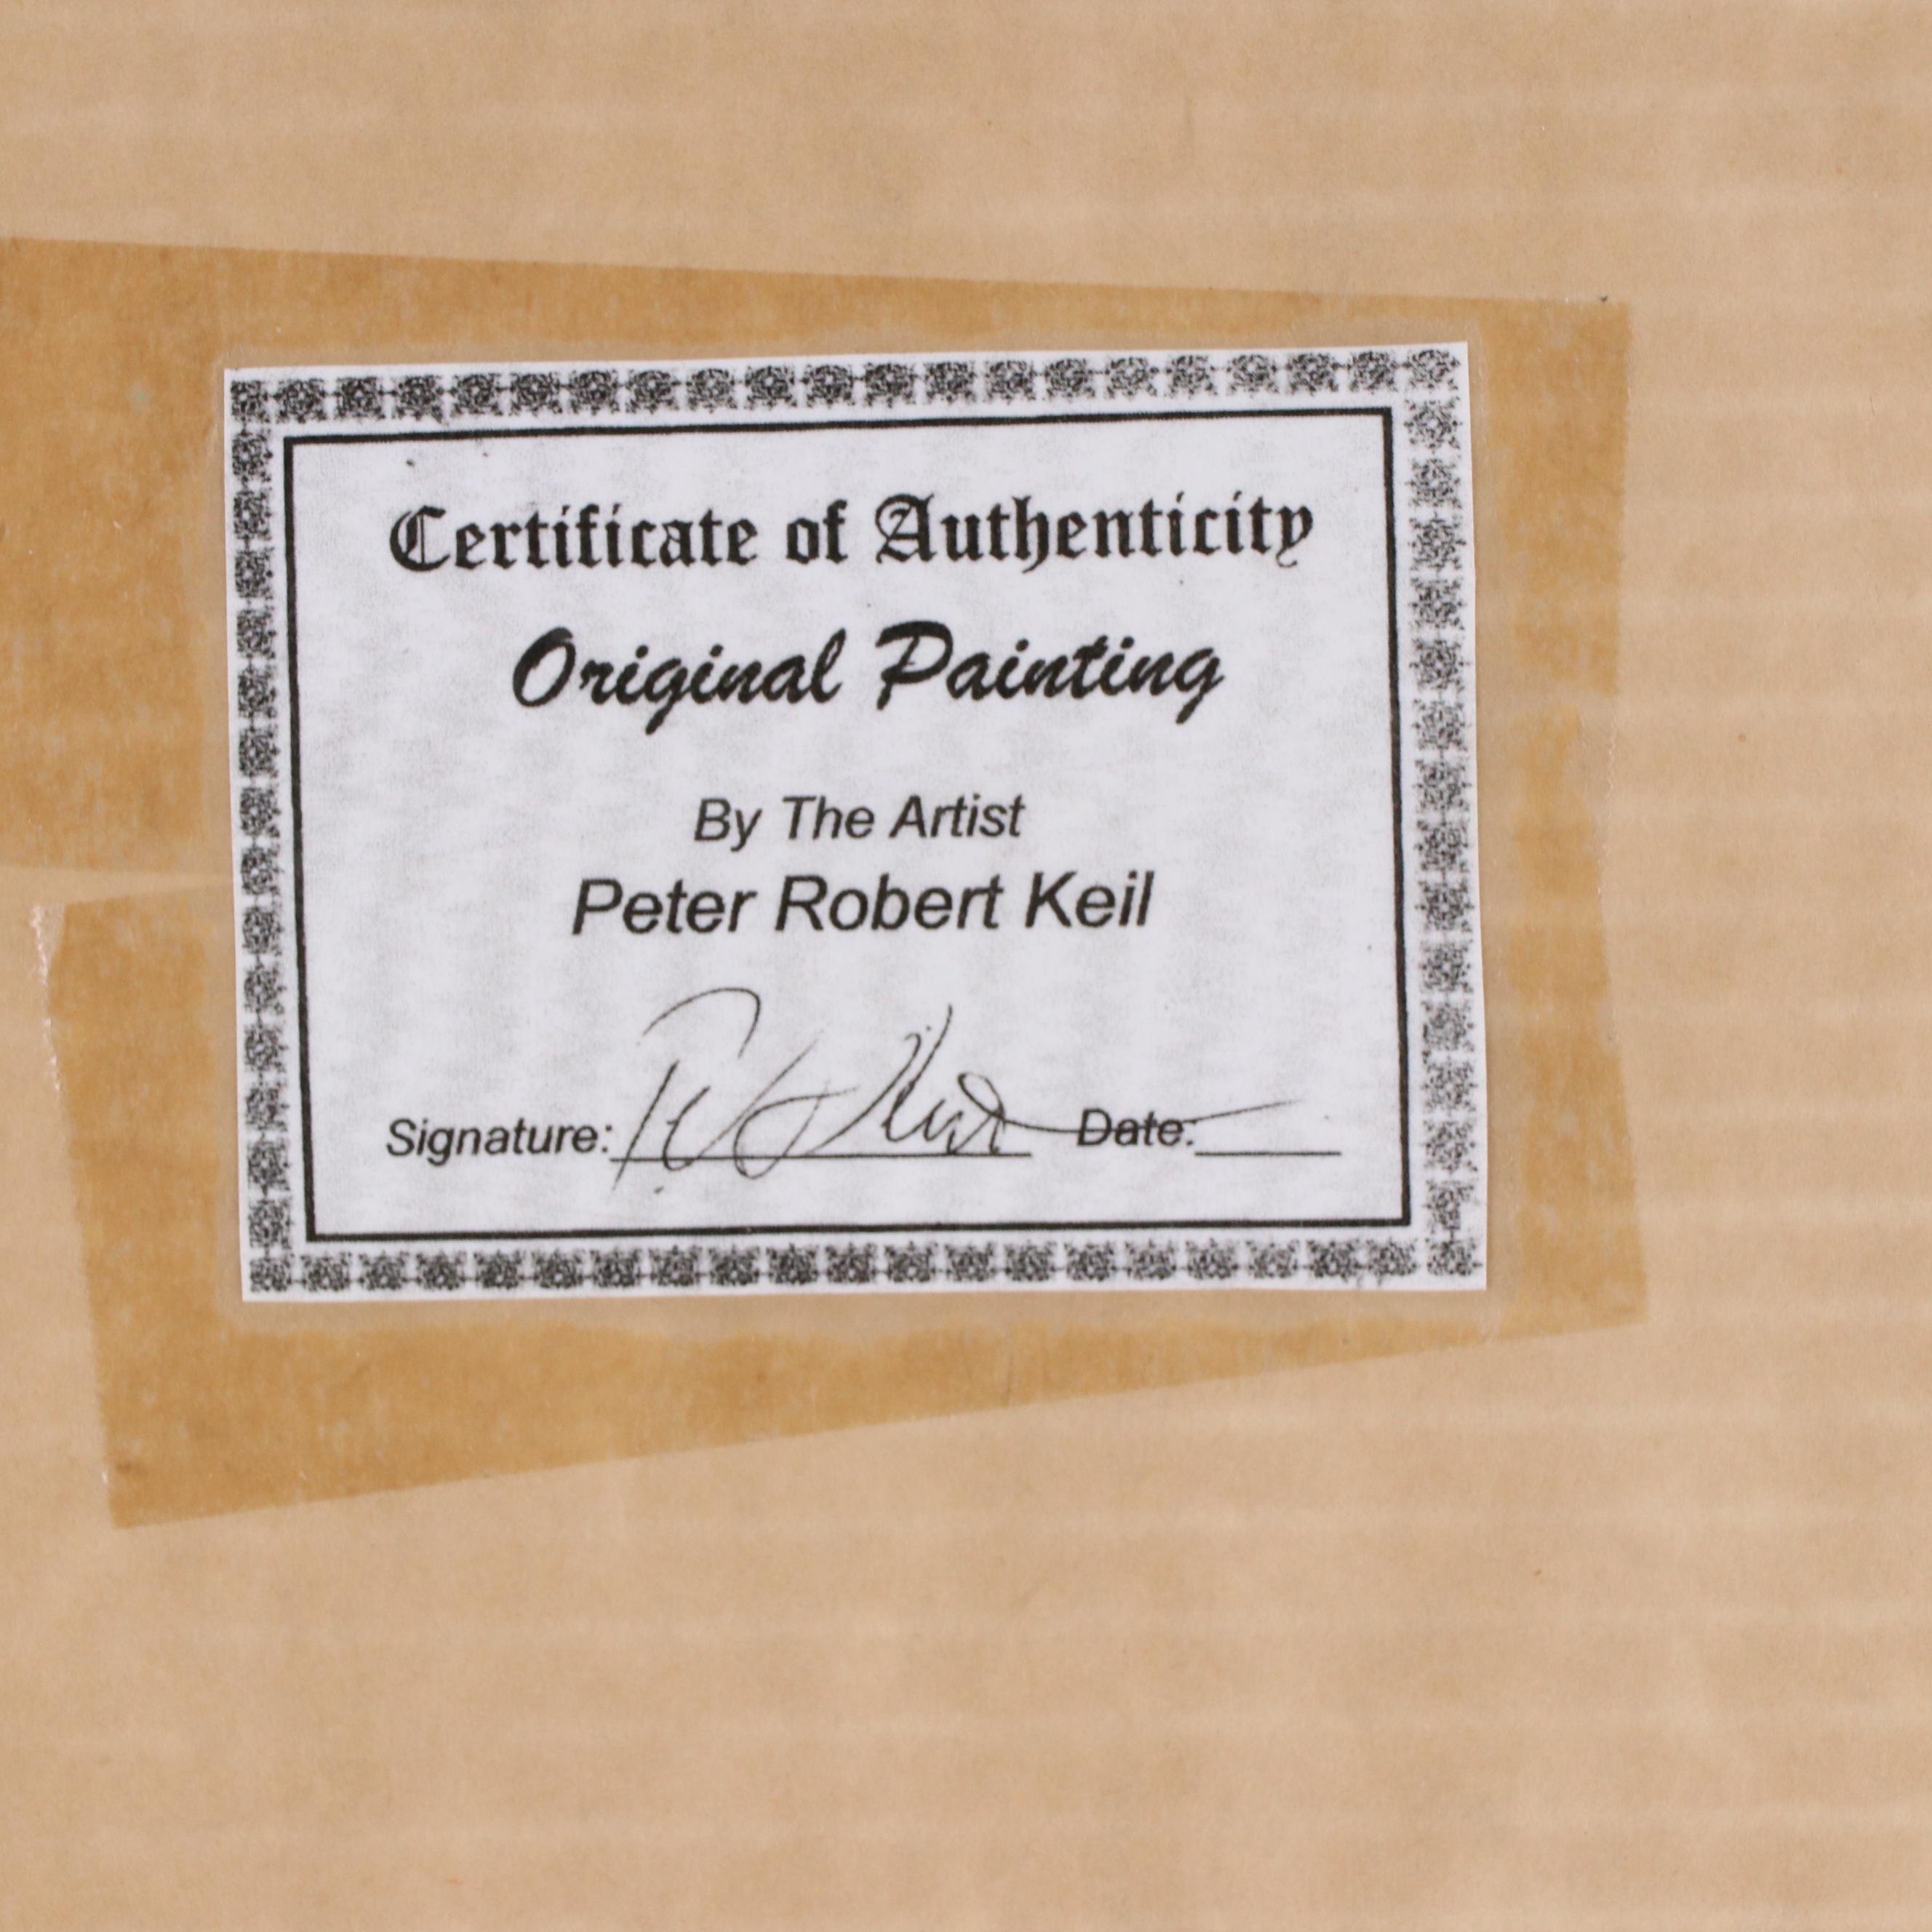 Certificate of Authenticity
Original Painting
By The Artist
Peter Robert Keil
Signature: Date: